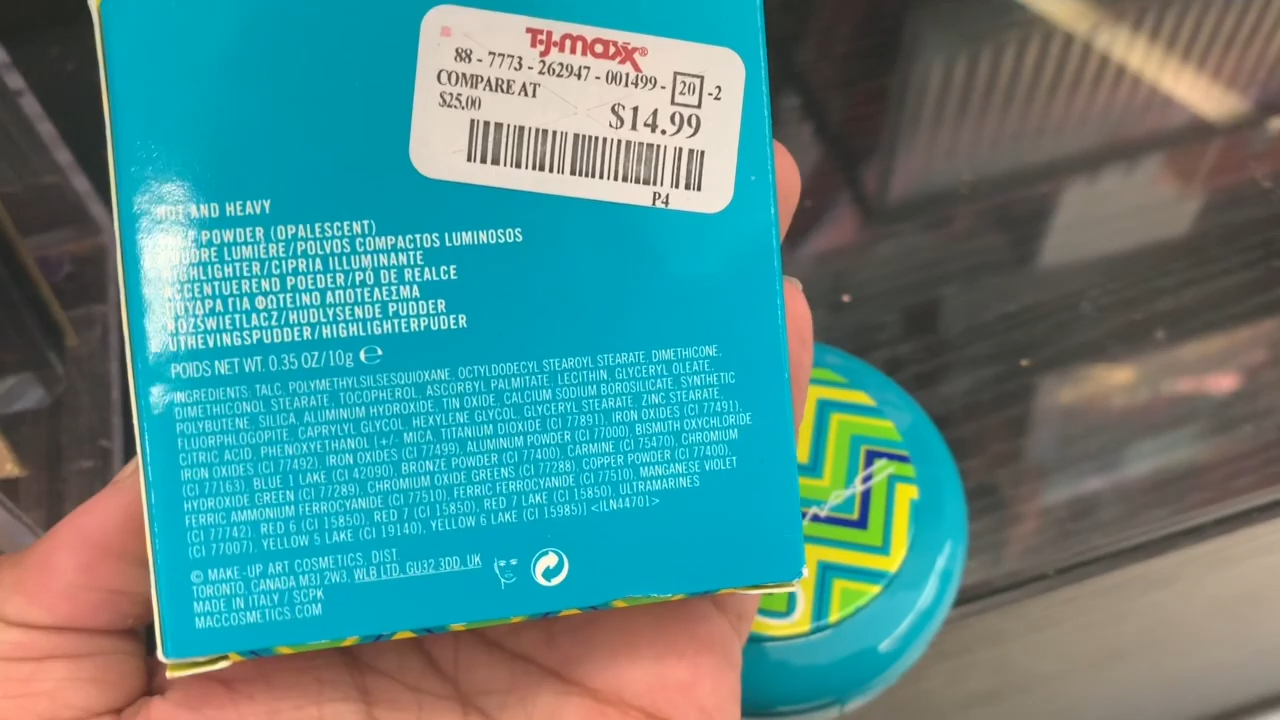 T·J·maxx®
88 - 7773 - 262947 - 001499 - 20 -2
COMPARE AT
$25.00
$14.99
P4
HOT AND HEAVY
POWDER (OPALESCENT)
POUDRE LUMIÈRE/POLVOS COMPACTOS LUMINOSOS
HIGHLIGHTER/CIPRIA ILLUMINANTE
ACCENTUEREND POEDER/PÓ DE REALCE
ΠΟΥΔΡΑ ΓΙΑ ΦΩΤΕΙΝΟ ΑΠΟΤΕΛΕΣΜΑ
ROZŚWIETLACZ/HUDLYSENDE PUDDER
UTHEVINGSPUDDER/HIGHLIGHTERPUDER
POIDS NET WT. 0.35 OZ/10g ℮
INGREDIENTS: TALC, POLYMETHYLSILSESQUIOXANE, OCTYLDODECYL STEAROYL STEARATE, DIMETHICONE,
DIMETHICONOL STEARATE, TOCOPHEROL, ASCORBYL PALMITATE, LECITHIN, GLYCERYL OLEATE,
POLYBUTENE, SILICA, ALUMINUM HYDROXIDE, TIN OXIDE, CALCIUM SODIUM BOROSILICATE, SYNTHETIC
FLUORPHLOGOPITE, CAPRYLYL GLYCOL, HEXYLENE GLYCOL, GLYCERYL STEARATE, ZINC STEARATE,
CITRIC ACID, PHENOXYETHANOL [+/- MICA, TITANIUM DIOXIDE (CI 77891), IRON OXIDES (CI 77491),
IRON OXIDES (CI 77492), IRON OXIDES (CI 77499), ALUMINUM POWDER (CI 77000), BISMUTH OXYCHLORIDE
(CI 77163), BLUE 1 LAKE (CI 42090), BRONZE POWDER (CI 77400), CARMINE (CI 75470), CHROMIUM
HYDROXIDE GREEN (CI 77289), CHROMIUM OXIDE GREENS (CI 77288), COPPER POWDER (CI 77400),
FERRIC AMMONIUM FERROCYANIDE (CI 77510), FERRIC FERROCYANIDE (CI 77510), MANGANESE VIOLET
(CI 77742), RED 6 (CI 15850), RED 7 (CI 15850), RED 7 LAKE (CI 15850), ULTRAMARINES
(CI 77007), YELLOW 5 LAKE (CI 19140), YELLOW 6 LAKE (CI 15985)] <ILN44701>
© MAKE-UP ART COSMETICS, DIST.
TORONTO, CANADA M3J 2W3, WLB LTD, GU32 3DD, UK
MADE IN ITALY / SCPK
MACCOSMETICS.COM